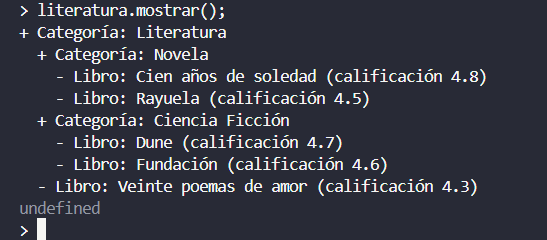 > literatura.mostrar();
+ Categoría: Literatura
  + Categoría: Novela
    - Libro: Cien años de soledad (calificación 4.8)
    - Libro: Rayuela (calificación 4.5)
  + Categoría: Ciencia Ficción
    - Libro: Dune (calificación 4.7)
    - Libro: Fundación (calificación 4.6)
  - Libro: Veinte poemas de amor (calificación 4.3)
undefined
>